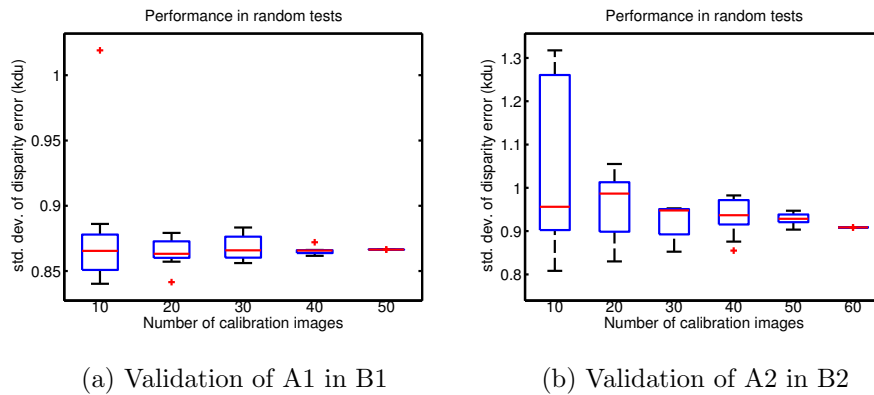 Performance in random tests
std. dev. of disparity error (kdu)
1
0.95
0.9
0.85
10 20 30 40 50
Number of calibration images
(a) Validation of A1 in B1
Performance in random tests
std. dev. of disparity error (kdu)
1.3
1.2
1.1
1
0.9
0.8
10 20 30 40 50 60
Number of calibration images
(b) Validation of A2 in B2